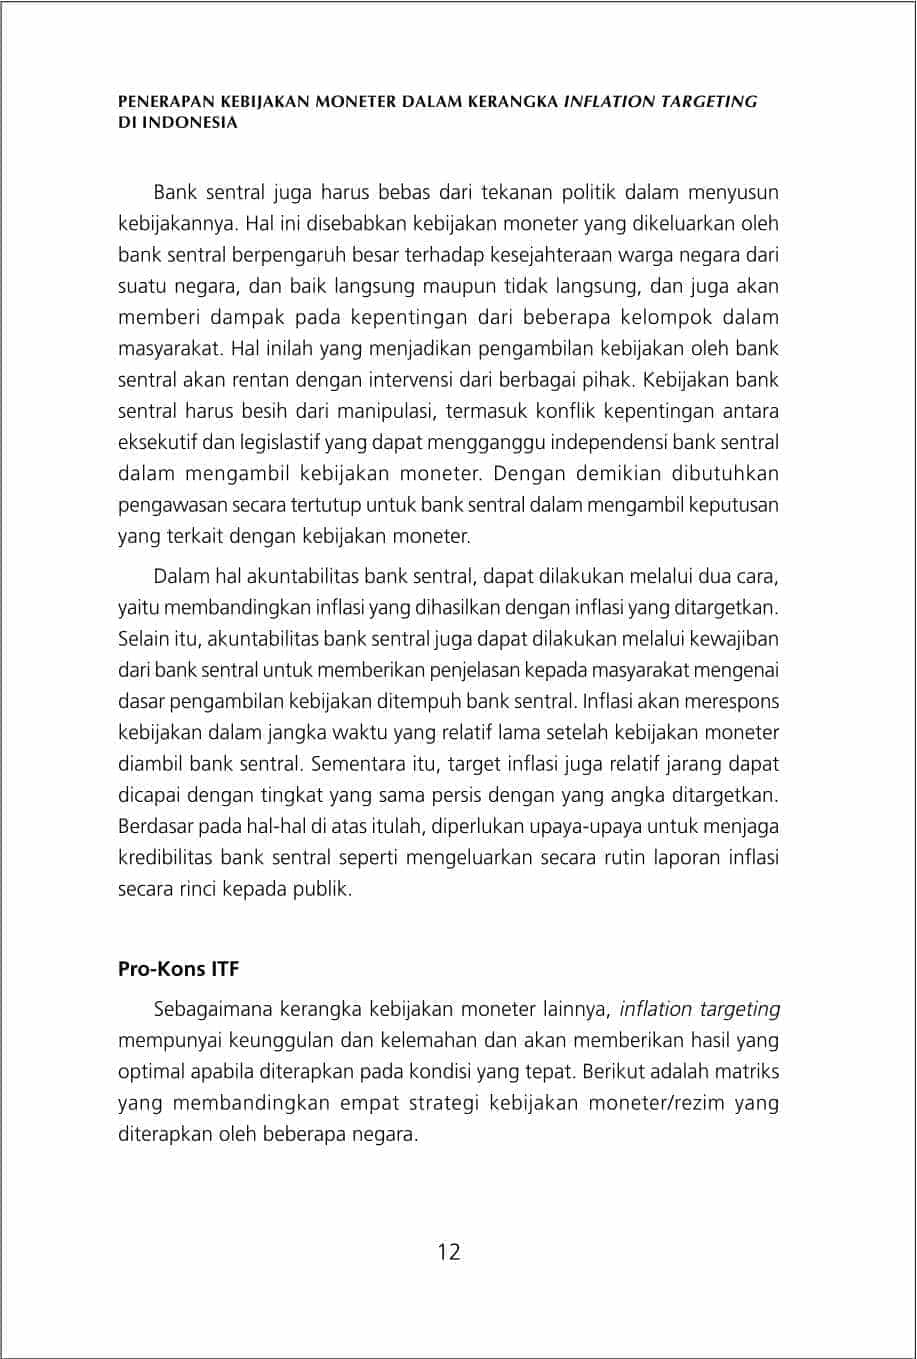 PENERAPAN KEBIJAKAN MONETER DALAM KERANGKA INFLATION TARGETING
DI INDONESIA
Bank sentral juga harus bebas dari tekanan politik dalam menyusun
kebijakannya. Hal ini disebabkan kebijakan moneter yang dikeluarkan oleh
bank sentral berpengaruh besar terhadap kesejahteraan warga negara dari
suatu negara, dan baik langsung maupun tidak langsung, dan juga akan
memberi dampak pada kepentingan dari beberapa kelompok dalam
masyarakat. Hal inilah yang menjadikan pengambilan kebijakan oleh bank
sentral akan rentan dengan intervensi dari berbagai pihak. Kebijakan bank
sentral harus besih dari manipulasi, termasuk konflik kepentingan antara
eksekutif dan legislastif yang dapat mengganggu independensi bank sentral
dalam mengambil kebijakan moneter. Dengan demikian dibutuhkan
pengawasan secara tertutup untuk bank sentral dalam mengambil keputusan
yang terkait dengan kebijakan moneter.
Dalam hal akuntabilitas bank sentral, dapat dilakukan melalui dua cara,
yaitu membandingkan inflasi yang dihasilkan dengan inflasi yang ditargetkan.
Selain itu, akuntabilitas bank sentral juga dapat dilakukan melalui kewajiban
dari bank sentral untuk memberikan penjelasan kepada masyarakat mengenai
dasar pengambilan kebijakan ditempuh bank sentral. Inflasi akan merespons
kebijakan dalam jangka waktu yang relatif lama setelah kebijakan moneter
diambil bank sentral. Sementara itu, target inflasi juga relatif jarang dapat
dicapai dengan tingkat yang sama persis dengan yang angka ditargetkan.
Berdasar pada hal-hal di atas itulah, diperlukan upaya-upaya untuk menjaga
kredibilitas bank sentral seperti mengeluarkan secara rutin laporan inflasi
secara rinci kepada publik.
Pro-Kons ITF
Sebagaimana kerangka kebijakan moneter lainnya, inflation targeting
mempunyai keunggulan dan kelemahan dan akan memberikan hasil yang
optimal apabila diterapkan pada kondisi yang tepat. Berikut adalah matriks
yang membandingkan empat strategi kebijakan moneter/rezim yang
diterapkan oleh beberapa negara.
12